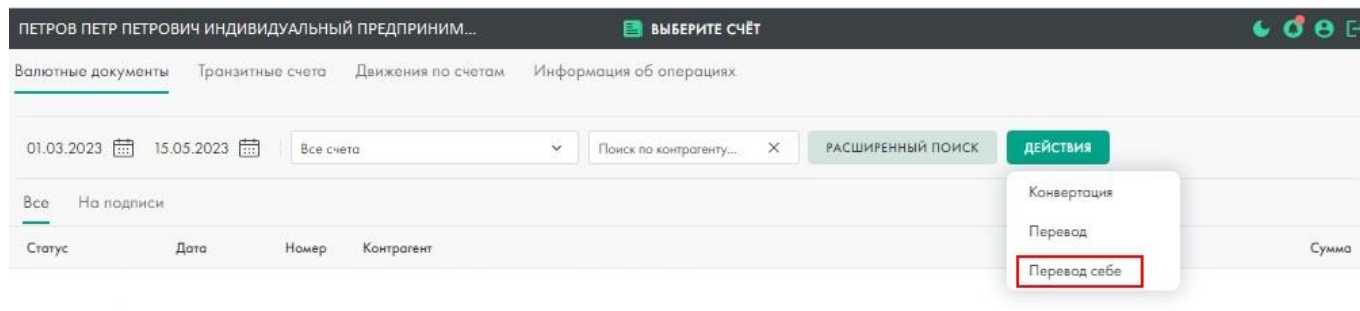 ПЕТРОВ ПЕТР ПЕТРОВИЧ ИНДИВИДУАЛЬНЫЙ ПРЕДПРИНИМ... ВЫБЕРИТЕ СЧЁТ
Валютные документы Транзитные счета Движения по счетам Информация об операциях
01.03.2023 15.05.2023 Все счета Поиск по контрагенту... РАСШИРЕННЫЙ ПОИСК ДЕЙСТВИЯ
Конвертация
Все На подписи
Перевод
Статус Дата Номер Контрагент Сумма
Перевод себе